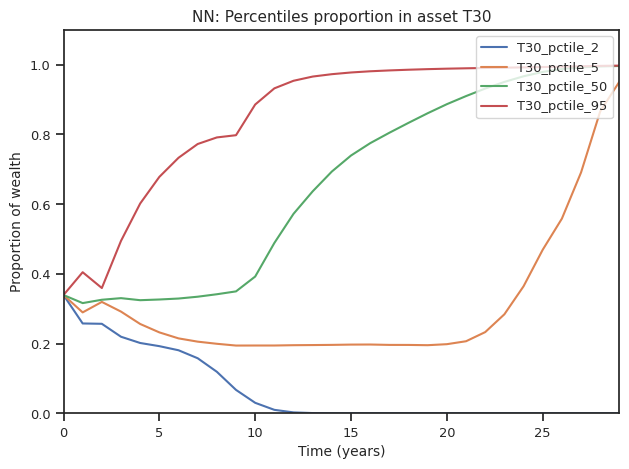 NN: Percentiles proportion in asset T30
T30_pctile_2
T30_pctile_5
T30_pctile_50
T30_pctile_95
Proportion of wealth
1.0
0.8
0.6
0.4
0.2
0.0
0 5 10 15 20 25
Time (years)